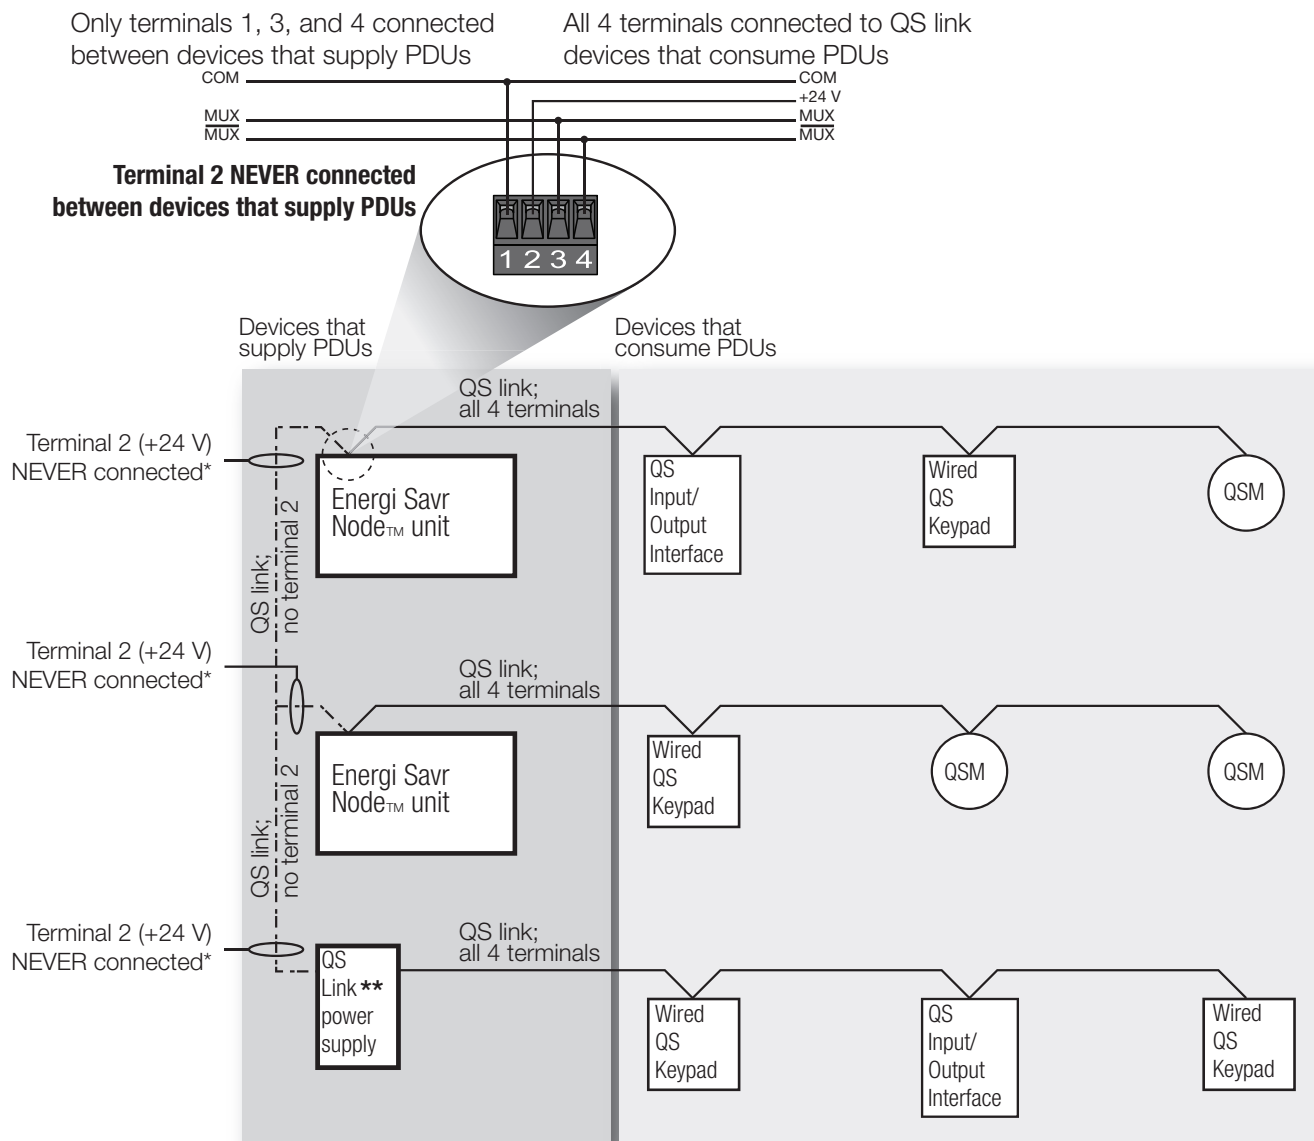 Only terminals 1, 3, and 4 connected
between devices that supply PDUs
All 4 terminals connected to QS link
devices that consume PDUs
COM
COM
+24 V
MUX
MUX
MUX
MUX
Terminal 2 NEVER connected
between devices that supply PDUs
1 2 3 4
Devices that
supply PDUs
Devices that
consume PDUs
QS link;
all 4 terminals
Terminal 2 (+24 V)
NEVER connected*
QS link;
no terminal 2
Energi Savr
Node™ unit
QS
Input/
Output
Interface
Wired
QS
Keypad
QSM
Terminal 2 (+24 V)
NEVER connected*
QS link;
all 4 terminals
QS link;
no terminal 2
Energi Savr
Node™ unit
Wired
QS
Keypad
QSM
QSM
Terminal 2 (+24 V)
NEVER connected*
QS link;
all 4 terminals
QS
Link **
power
supply
Wired
QS
Keypad
QS
Input/
Output
Interface
Wired
QS
Keypad